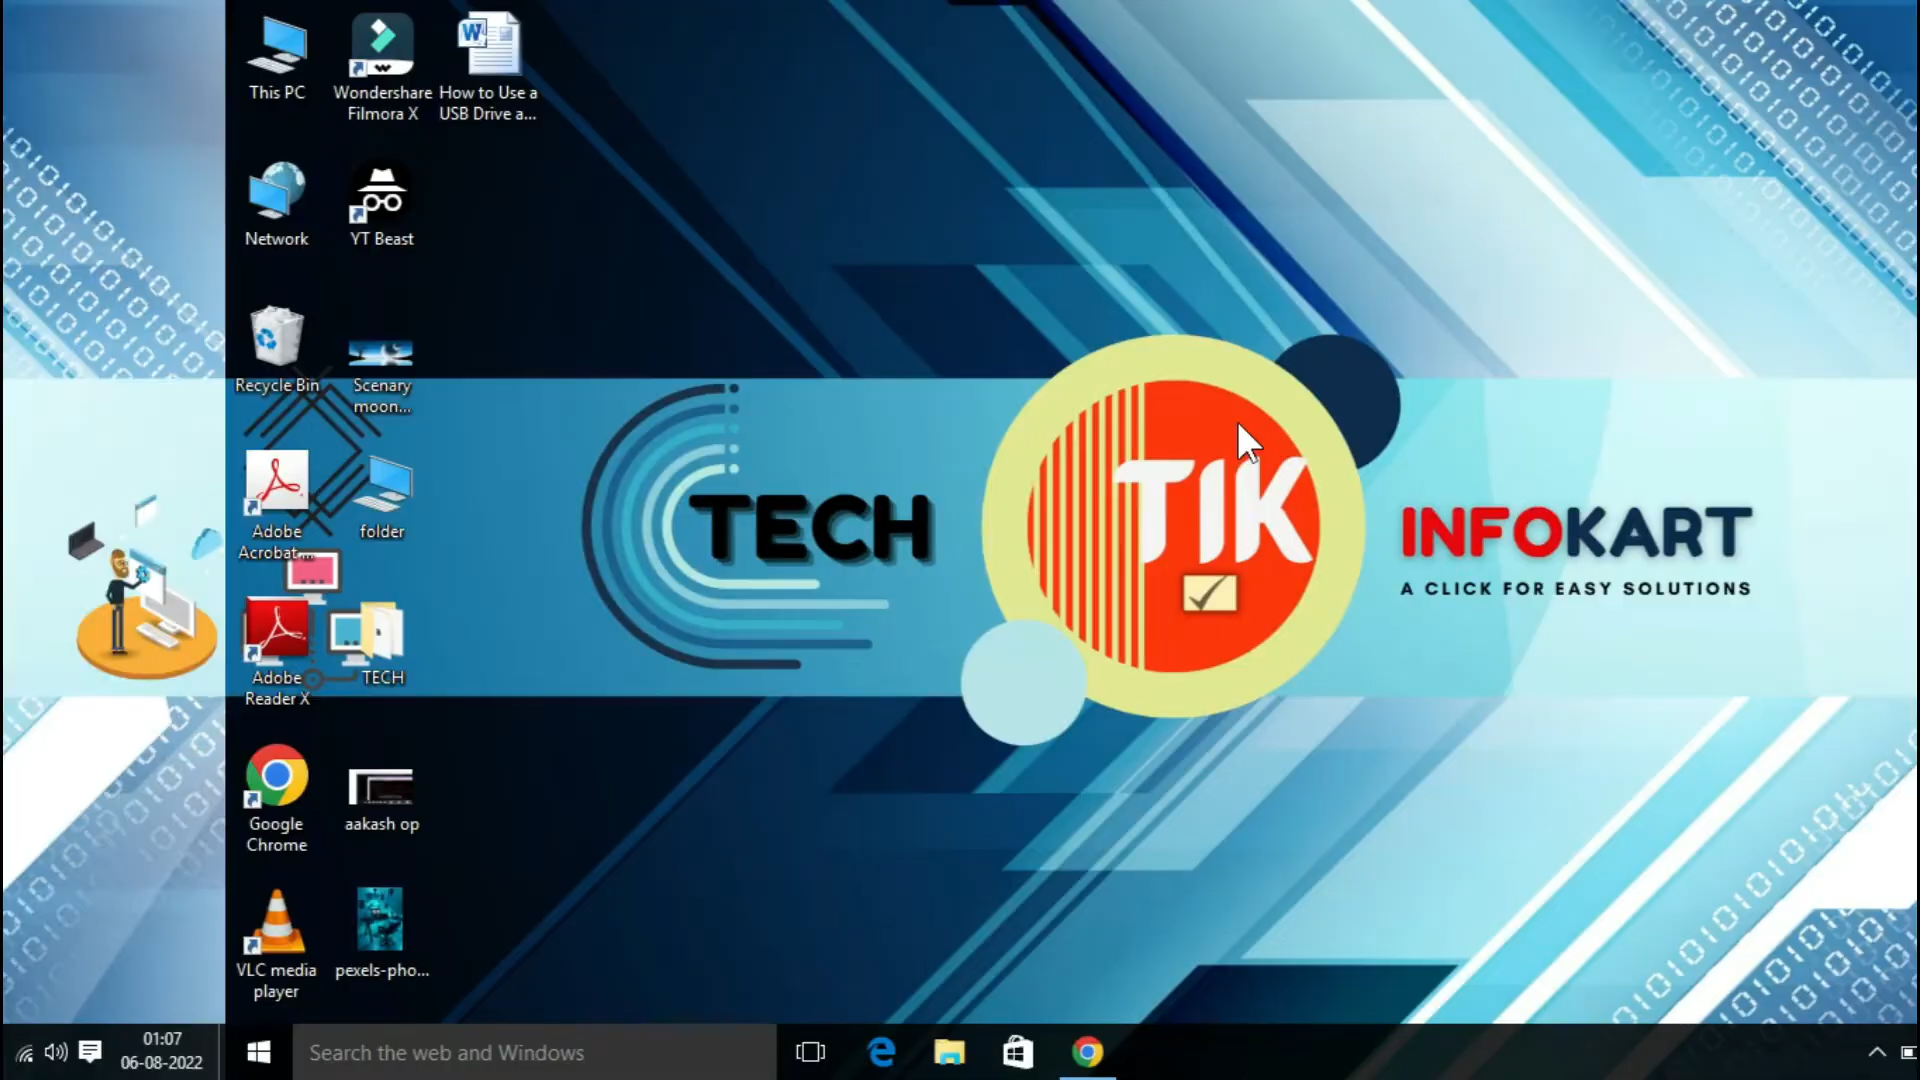 This PC
Wondershare
Filmora X
How to Use a
USB Drive a...
Network
YT Beast
Recycle Bin
Scenary
moon...
Adobe
Acrobat...
folder
Adobe
Reader X
TECH
Google
Chrome
aakash op
VLC media
player
pexels-pho...
TECH
TIK
INFOKART
A CLICK FOR EASY SOLUTIONS
01:07
06-08-2022
Search the web and Windows